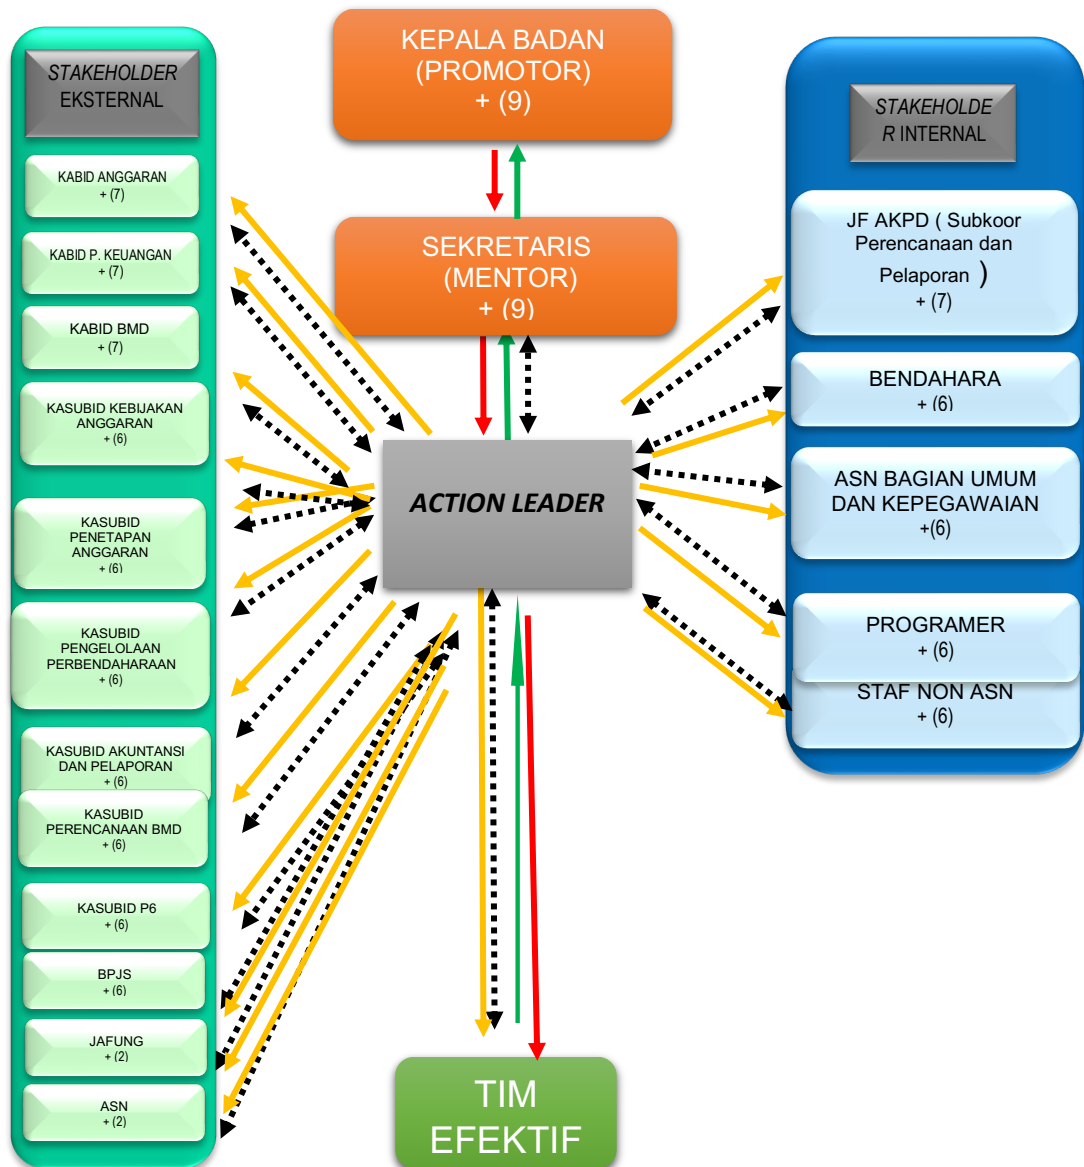 STAKEHOLDER
EKSTERNAL
KABID ANGGARAN
+ (7)
KABID P. KEUANGAN
+ (7)
KABID BMD
+ (7)
KASUBID KEBIJAKAN
ANGGARAN
+ (6)
KASUBID
PENETAPAN
ANGGARAN
+ (6)
KASUBID
PENGELOLAAN
PERBENDAHARAAN
+ (6)
KASUBID AKUNTANSI
DAN PELAPORAN
+ (6)
KASUBID
PERENCANAAN BMD
+ (6)
KASUBID P6
+ (6)
BPJS
+ (6)
JAFUNG
+ (2)
ASN
+ (2)
KEPALA BADAN
(PROMOTOR)
+ (9)
SEKRETARIS
(MENTOR)
+ (9)
ACTION LEADER
TIM
EFEKTIF
STAKEHOLDE
R INTERNAL
JF AKPD ( Subkoor
Perencanaan dan
Pelaporan )
+ (7)
BENDAHARA
+ (6)
ASN BAGIAN UMUM
DAN KEPEGAWAIAN
+(6)
PROGRAMER
+ (6)
STAF NON ASN
+ (6)